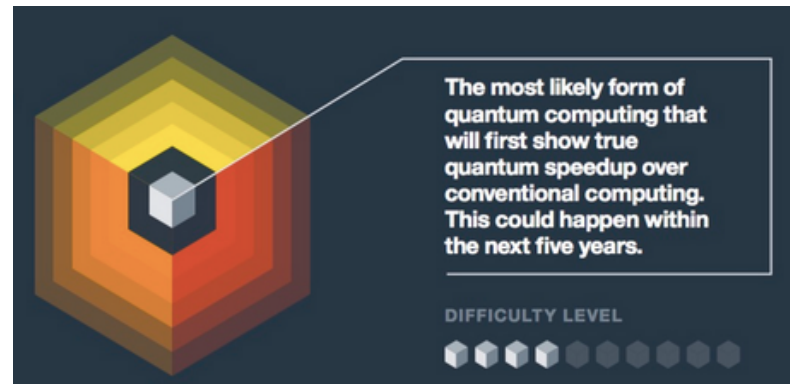 The most likely form of
quantum computing that
will first show true
quantum speedup over
conventional computing.
This could happen within
the next five years.
DIFFICULTY LEVEL